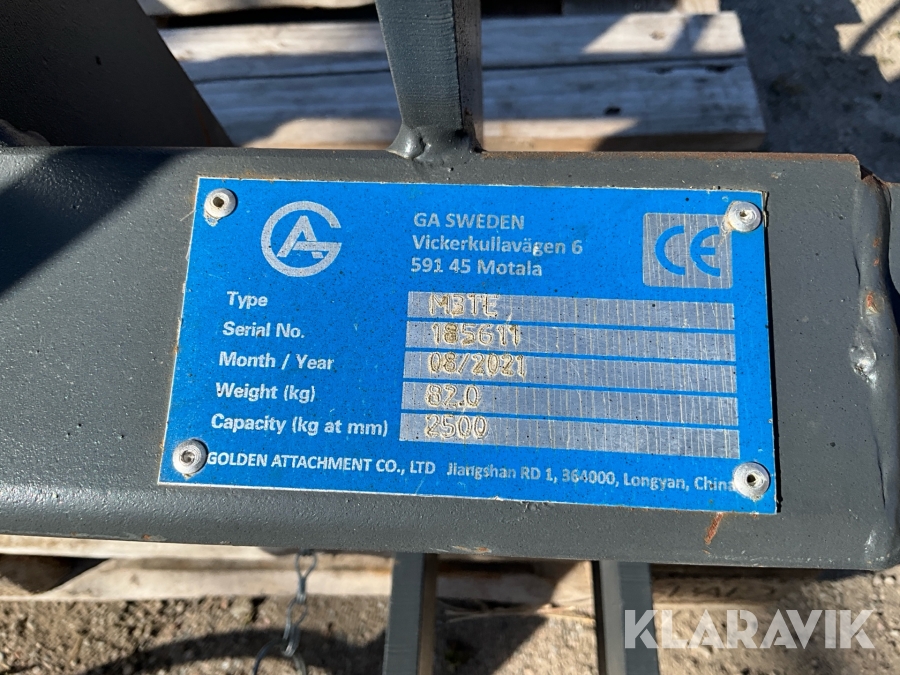 GA SWEDEN
Vickerkullavägen 6
591 45 Motala
CE
Type M3TE
Serial No. 185611
Month / Year 08/2021
Weight (kg) 82.0
Capacity (kg at mm) 2500
GOLDEN ATTACHMENT CO., LTD Jiangshan RD 1, 364000, Longyan, China
KLARAVIK